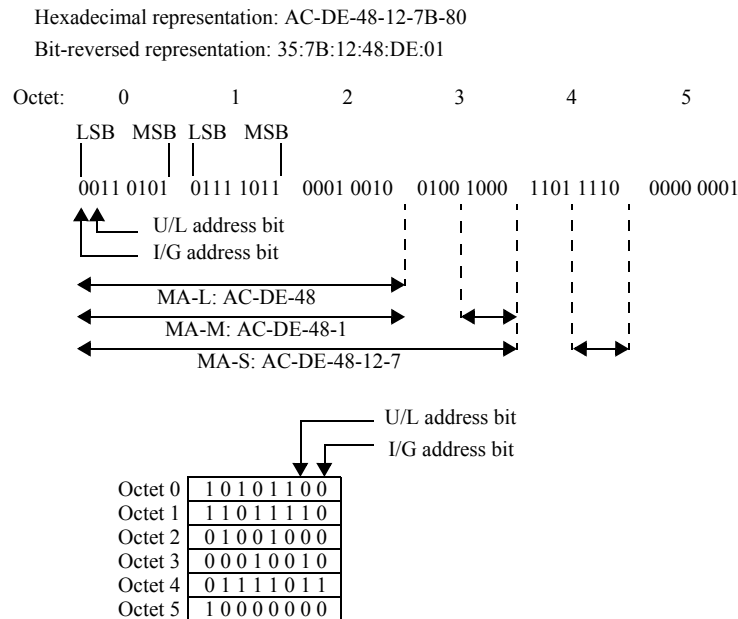 Hexadecimal representation: AC-DE-48-12-7B-80
Bit-reversed representation: 35:7B:12:48:DE:01
Octet: 0 1 2 3 4 5
LSB MSB LSB MSB
0011 0101 0111 1011 0001 0010 0100 1000 1101 1110 0000 0001
U/L address bit
I/G address bit
MA-L: AC-DE-48
MA-M: AC-DE-48-1
MA-S: AC-DE-48-12-7
U/L address bit
I/G address bit
Octet 0 1 0 1 0 1 1 0 0
Octet 1 1 1 0 1 1 1 1 0
Octet 2 0 1 0 0 1 0 0 0
Octet 3 0 0 0 1 0 0 1 0
Octet 4 0 1 1 1 1 0 1 1
Octet 5 1 0 0 0 0 0 0 0